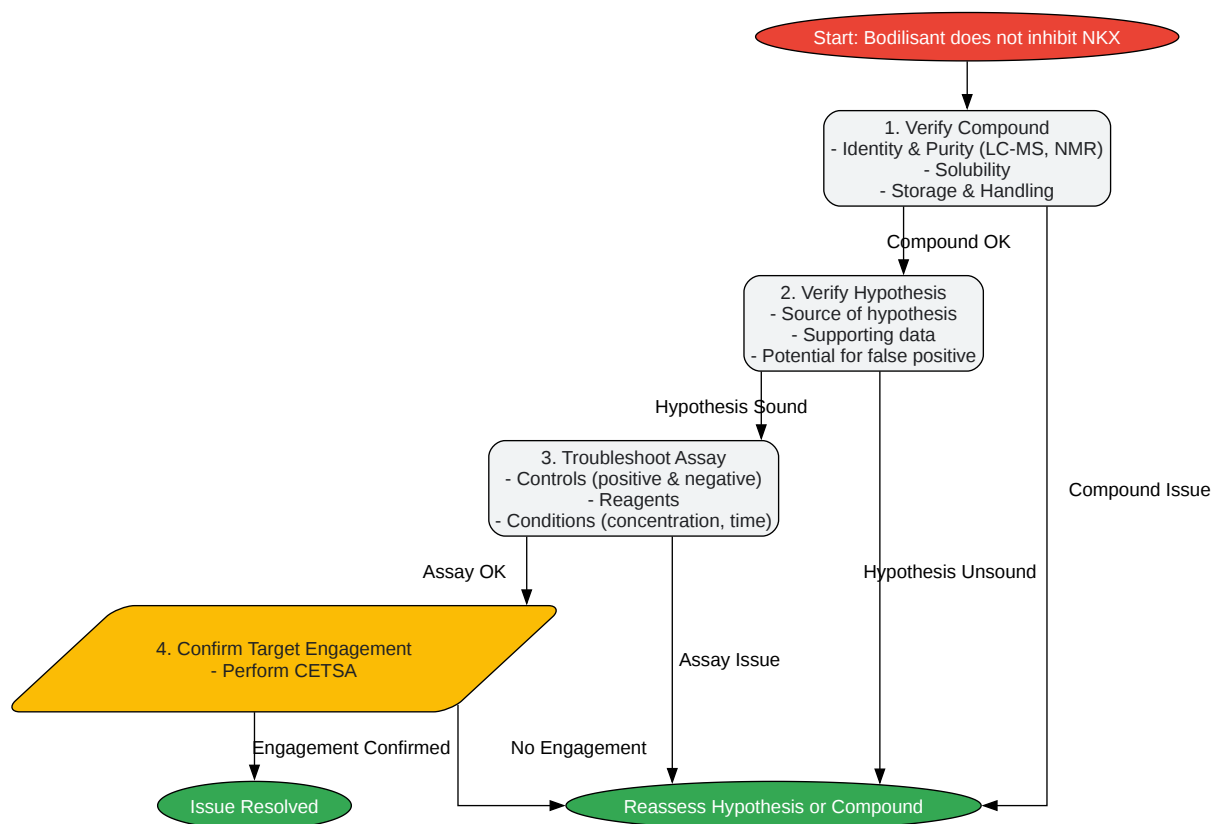 Start: Bodilisant does not inhibit NKX
1. Verify Compound
- Identity & Purity (LC-MS, NMR)
- Solubility
- Storage & Handling
Compound OK
2. Verify Hypothesis
- Source of hypothesis
- Supporting data
- Potential for false positive
Hypothesis Sound
3. Troubleshoot Assay
- Controls (positive & negative)
- Reagents
- Conditions (concentration, time)
Compound Issue
Assay OK
Hypothesis Unsound
4. Confirm Target Engagement
- Perform CETSA
Assay Issue
Engagement Confirmed
No Engagement
Issue Resolved
Reassess Hypothesis or Compound